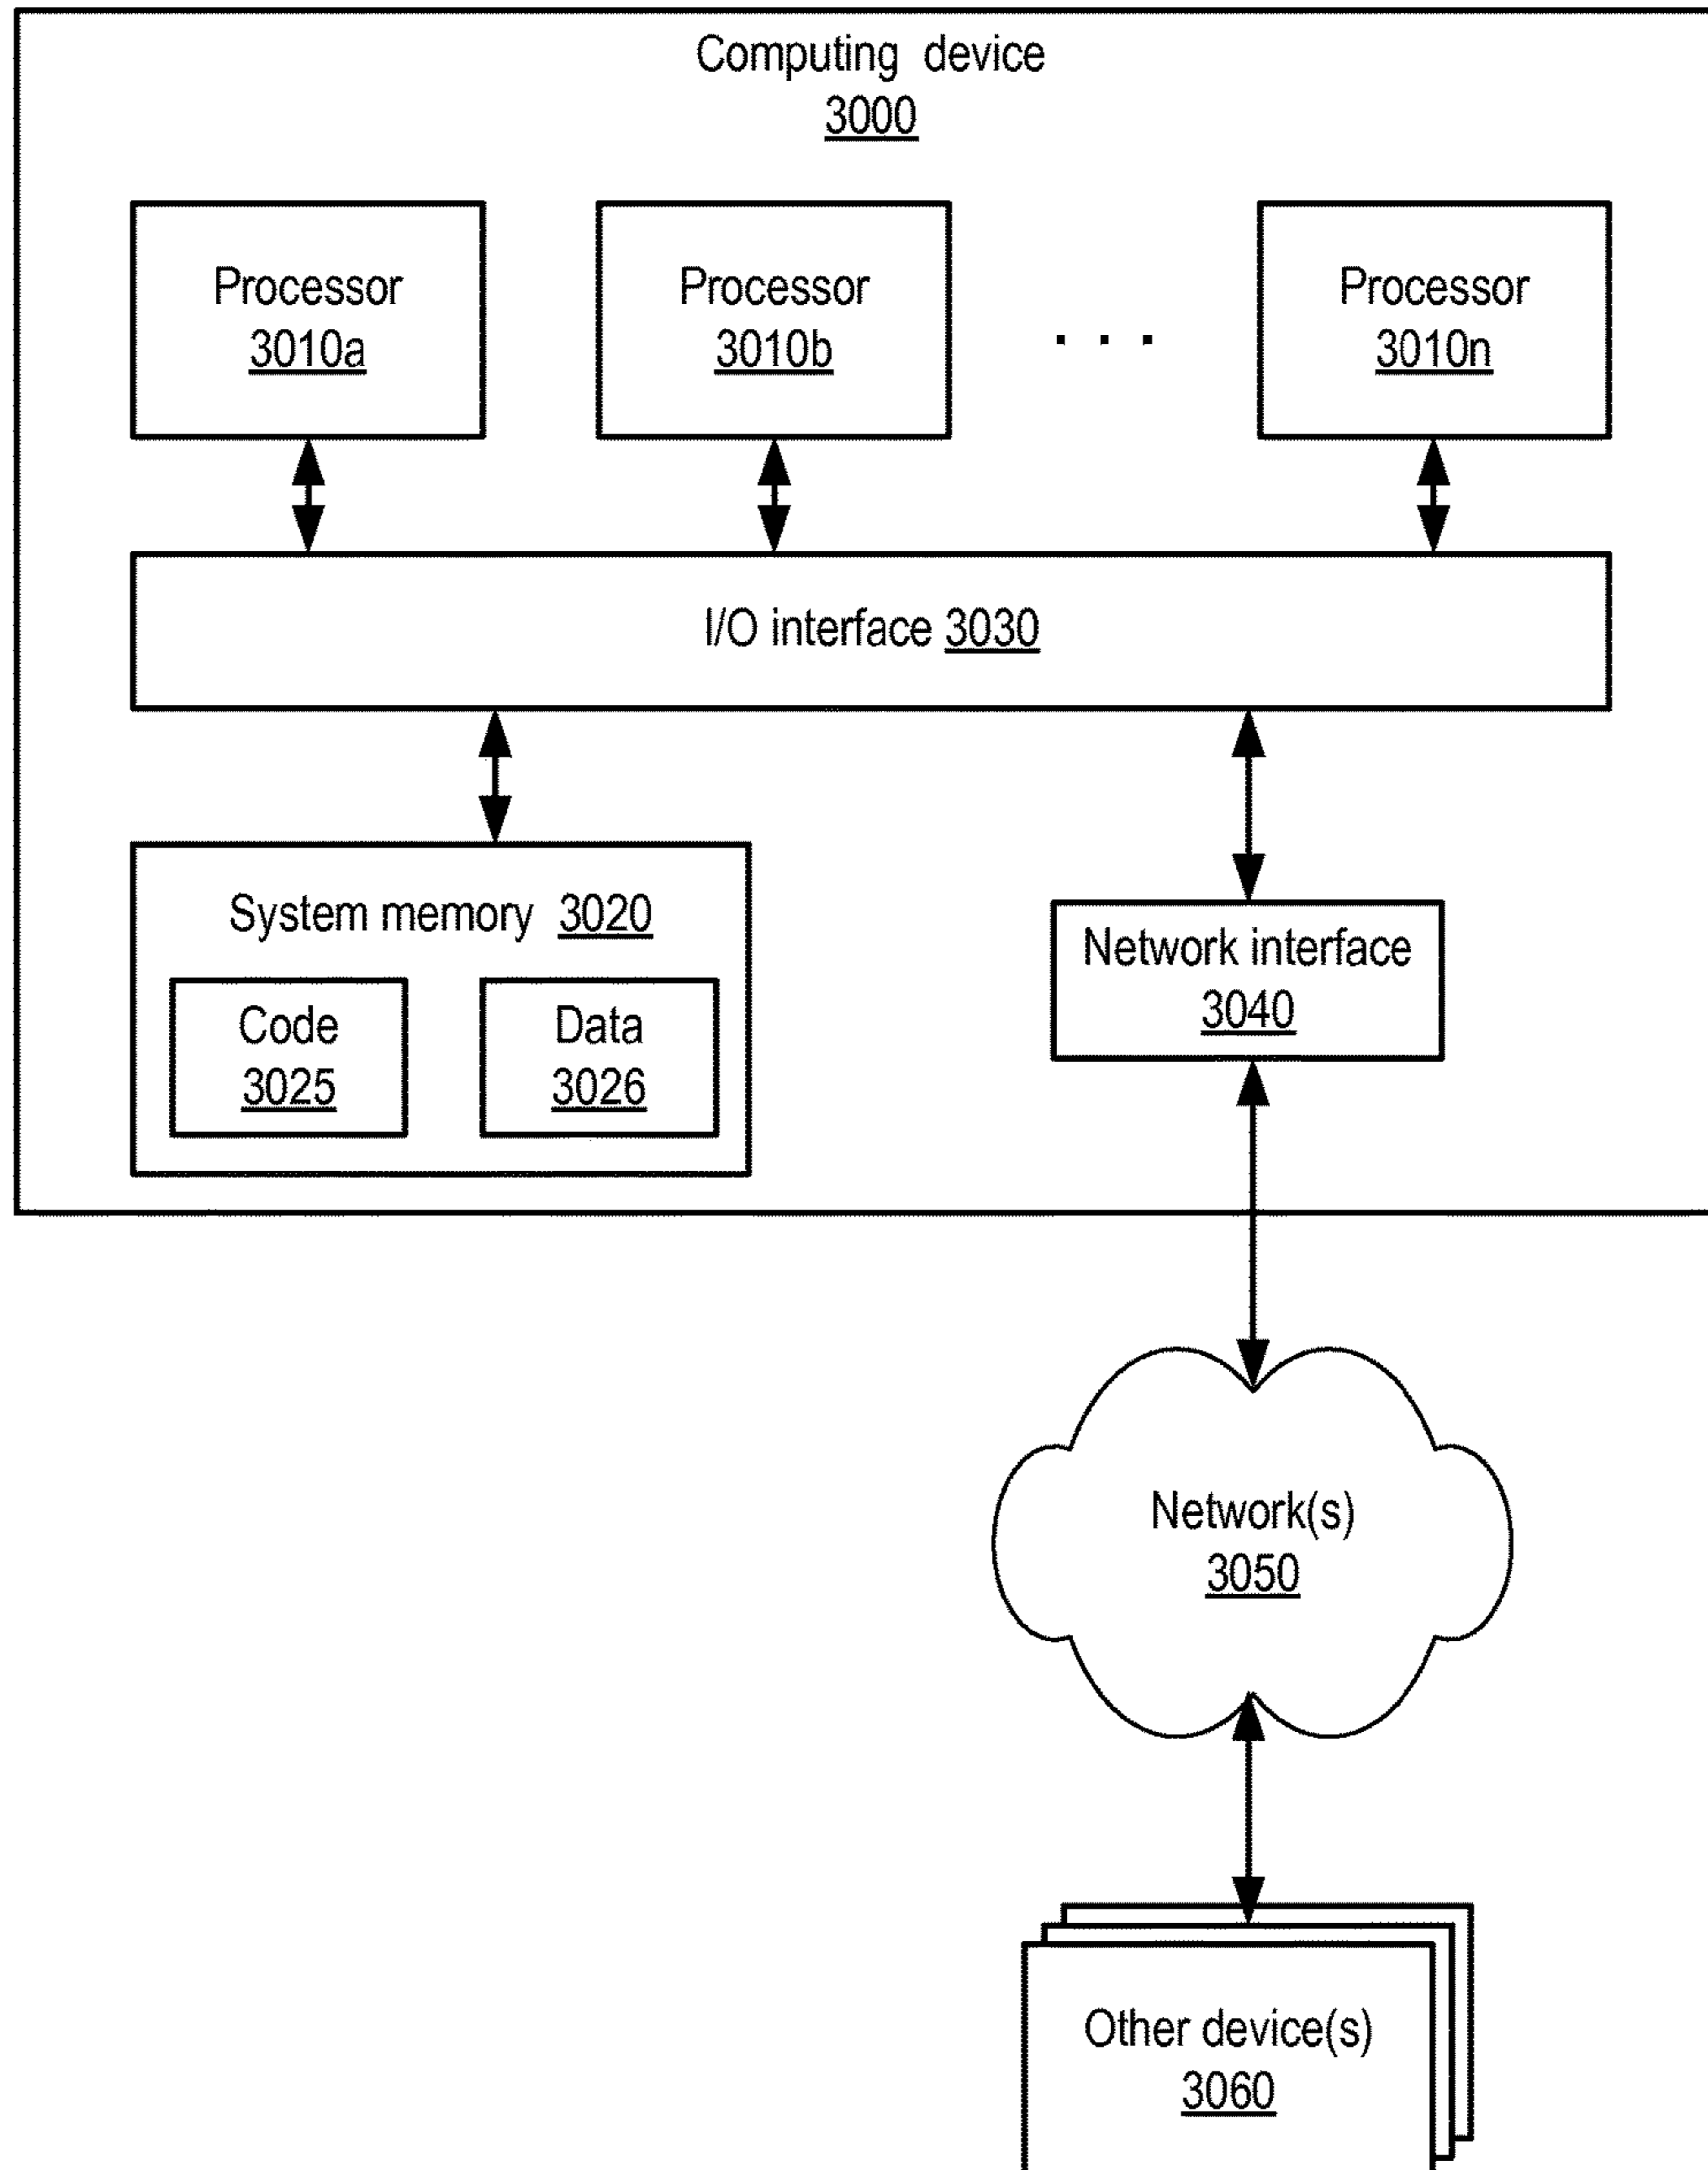 Computing device
3000
Processor
3010a
Processor
3010b
. . .
Processor
3010n
I/O interface 3030
System memory 3020
Code
3025
Data
3026
Network interface
3040
Network(s)
3050
Other device(s)
3060